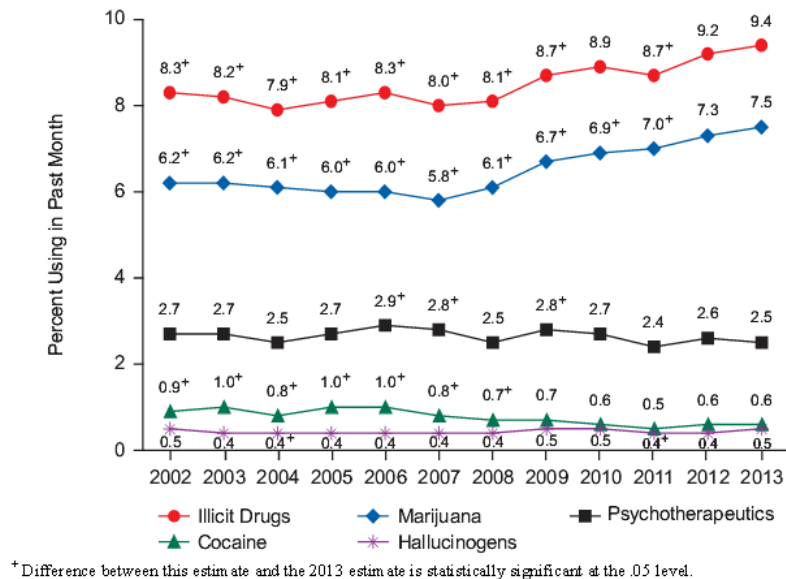 10
8
6
4
2
0
Percent Using in Past Month
8.3+ 8.2+ 7.9+ 8.1+ 8.3+ 8.0+ 8.1+ 8.7+ 8.9 8.7+ 9.2 9.4
6.2+ 6.2+ 6.1+ 6.0+ 6.0+ 5.8+ 6.1+ 6.7+ 6.9+ 7.0+ 7.3 7.5
2.7 2.7 2.5 2.7 2.9+ 2.8+ 2.5 2.8+ 2.7 2.4 2.6 2.5
0.9+ 1.0+ 0.8+ 1.0+ 1.0+ 0.8+ 0.7+ 0.7 0.6 0.5 0.6 0.6
0.5 0.4 0.4+ 0.4 0.4 0.4 0.4 0.5 0.5 0.4+ 0.4 0.5
2002 2003 2004 2005 2006 2007 2008 2009 2010 2011 2012 2013
Illicit Drugs Marijuana Psychotherapeutics
Cocaine Hallucinogens
+ Difference between this estimate and the 2013 estimate is statistically significant at the .05 level.